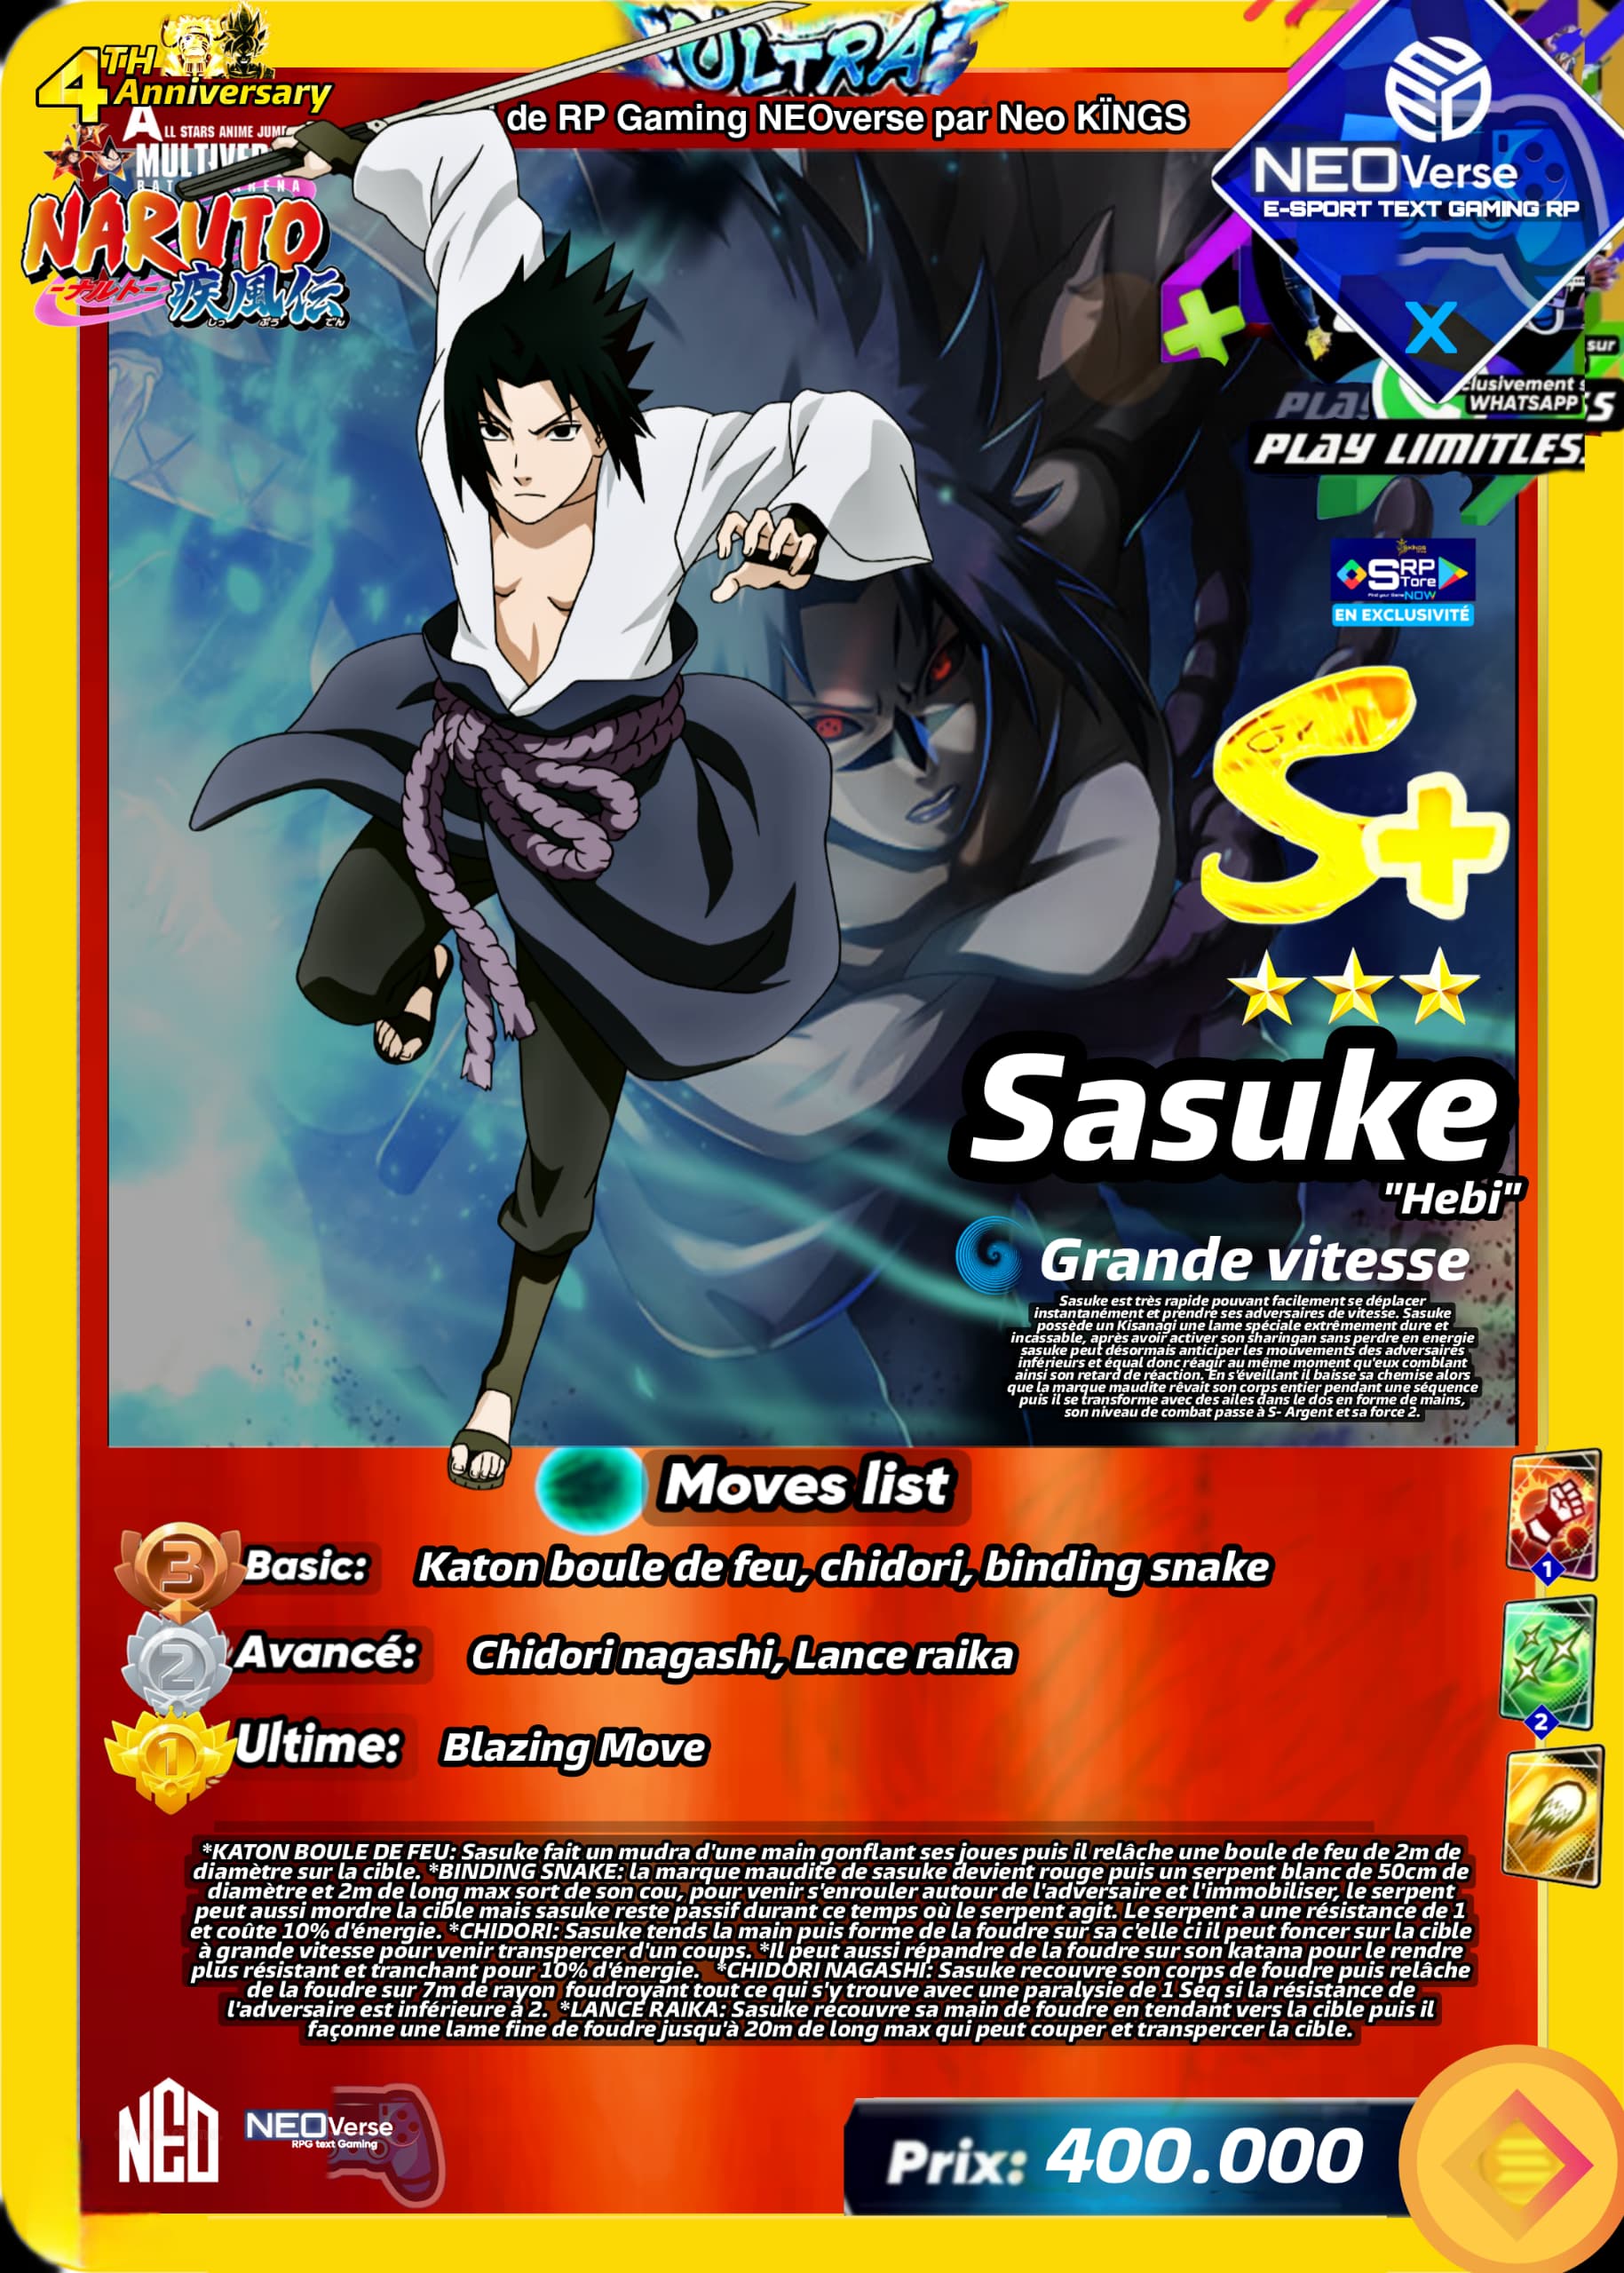 ULTRA
4TH
Anniversary
de RP Gaming NEOverse par Neo KÏNGS
ALL STARS ANIME JUMP
NARUTO
-ナルト-
疾風伝
しっ ぷう でん
NEOVerse
E-SPORT TEXT GAMING RP
X
sur
WHATSAPP
PLAY LIMITLES
SRP
Tore
NOW
EN EXCLUSIVITÉ
S+
Sasuke
"Hebi"
Grande vitesse
Sasuke est très rapide pouvant facilement se déplacer
instantanément et prendre ses adversaires de vitesse. Sasuke
possède un Kisanagi une lame spéciale extrêmement dure et
incassable, après avoir activer son sharingan sans perdre en energie
sasuke peut désormais anticiper les mouvements des adversaires
inférieurs et équal donc réagir au même moment qu'eux comblant
ainsi son retard de réaction. En s'éveillant il baisse sa chemise alors
que la marque maudite rêvait son corps entier pendant une séquence
puis il se transforme avec des ailes dans le dos en forme de mains,
son niveau de combat passe à S- Argent et sa force 2.
Moves list
3 Basic: Katon boule de feu, chidori, binding snake
1
2 Avancé: Chidori nagashi, Lance raika
2
1 Ultime: Blazing Move
*KATON BOULE DE FEU: Sasuke fait un mudra d'une main gonflant ses joues puis il relâche une boule de feu de 2m de
diamètre sur la cible. *BINDING SNAKE: la marque maudite de sasuke devient rouge puis un serpent blanc de 50cm de
diamètre et 2m de long max sort de son cou, pour venir s'enrouler autour de l'adversaire et l'immobiliser, le serpent
peut aussi mordre la cible mais sasuke reste passif durant ce temps où le serpent agit. Le serpent a une résistance de 1
et coûte 10% d'énergie. *CHIDORI: Sasuke tends la main puis forme de la foudre sur sa c'elle ci il peut foncer sur la cible
à grande vitesse pour venir transpercer d'un coups. *Il peut aussi répandre de la foudre sur son katana pour le rendre
plus résistant et tranchant pour 10% d'énergie. *CHIDORI NAGASHI: Sasuke recouvre son corps de foudre puis relâche
de la foudre sur 7m de rayon foudroyant tout ce qui s'y trouve avec une paralysie de 1 Seq si la résistance de
l'adversaire est inférieure à 2. *LANCE RAIKA: Sasuke recouvre sa main de foudre en tendant vers la cible puis il
façonne une lame fine de foudre jusqu'à 20m de long max qui peut couper et transpercer la cible.
NEO
NEOVerse
RPG text Gaming
Prix: 400.000